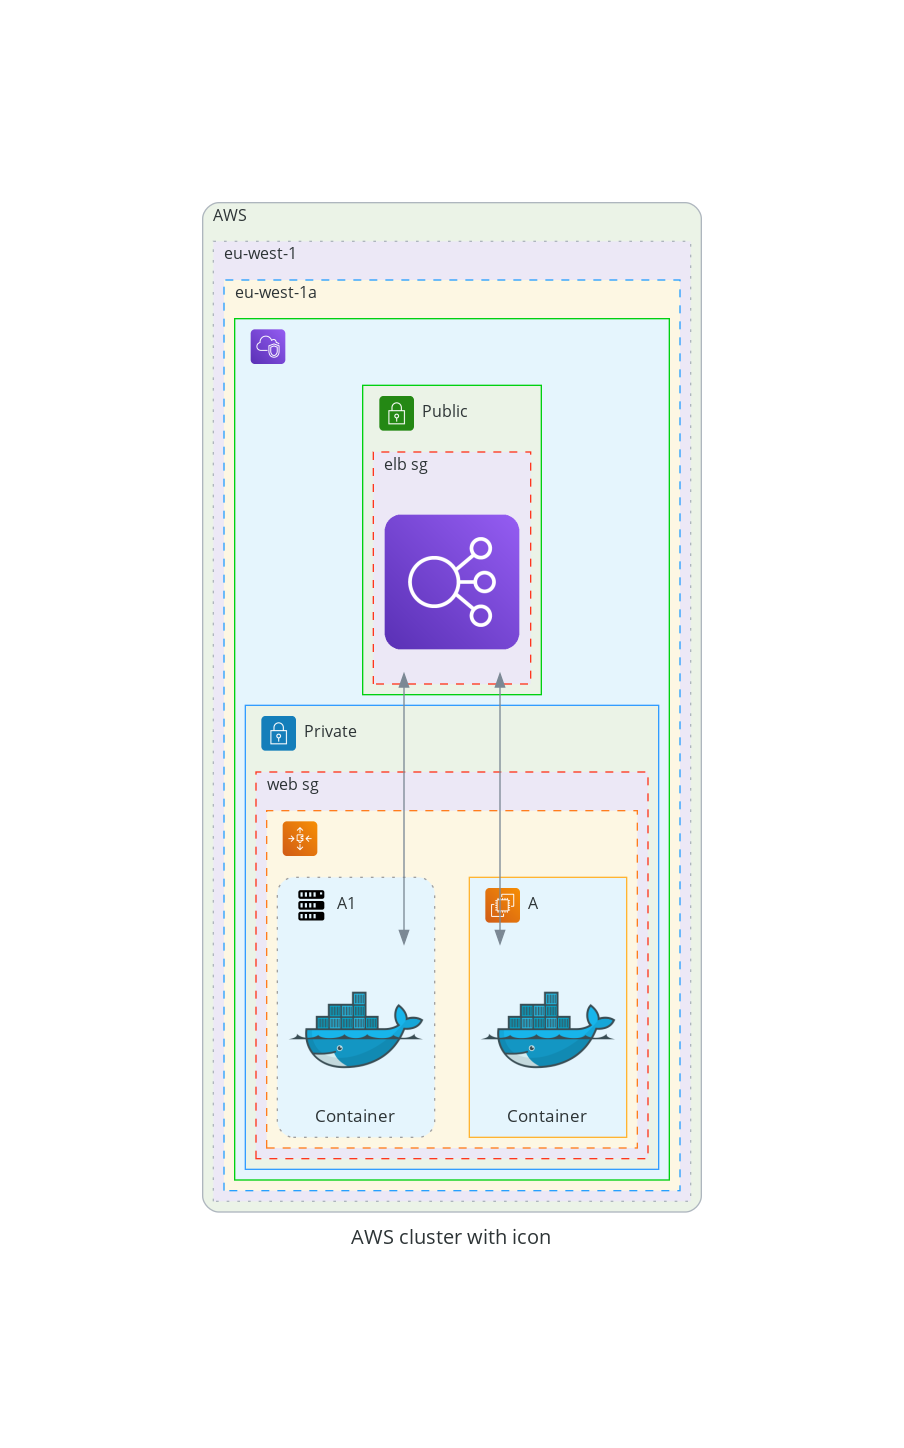 AWS
eu-west-1
eu-west-1a
Public
elb sg
Private
web sg
A1
A
Container
Container
AWS cluster with icon